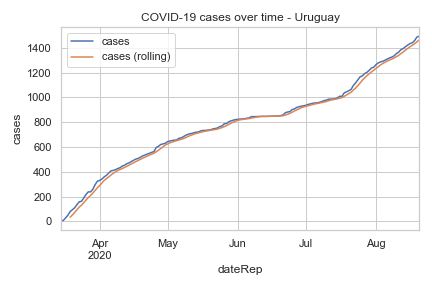 COVID-19 cases over time - Uruguay
cases
cases (rolling)
1400
1200
1000
800
600
400
200
0
cases
Apr
2020
May
Jun
Jul
Aug
dateRep